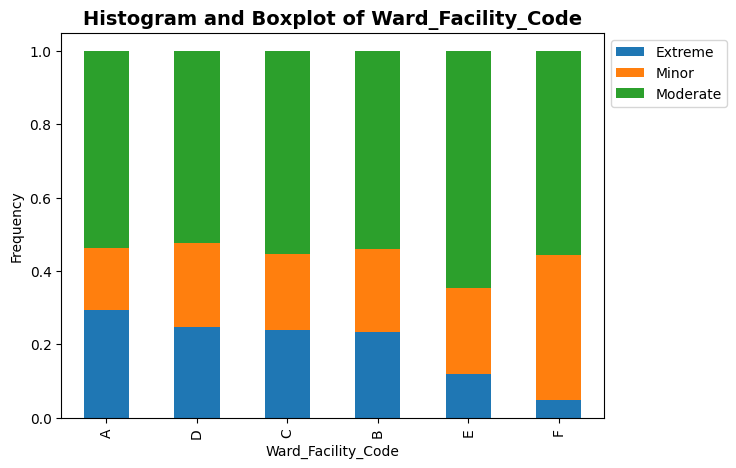 Histogram and Boxplot of Ward_Facility_Code
Extreme
Minor
Moderate
Frequency
1.0
0.8
0.6
0.4
0.2
0.0
A
D
C
B
E
F
Ward_Facility_Code